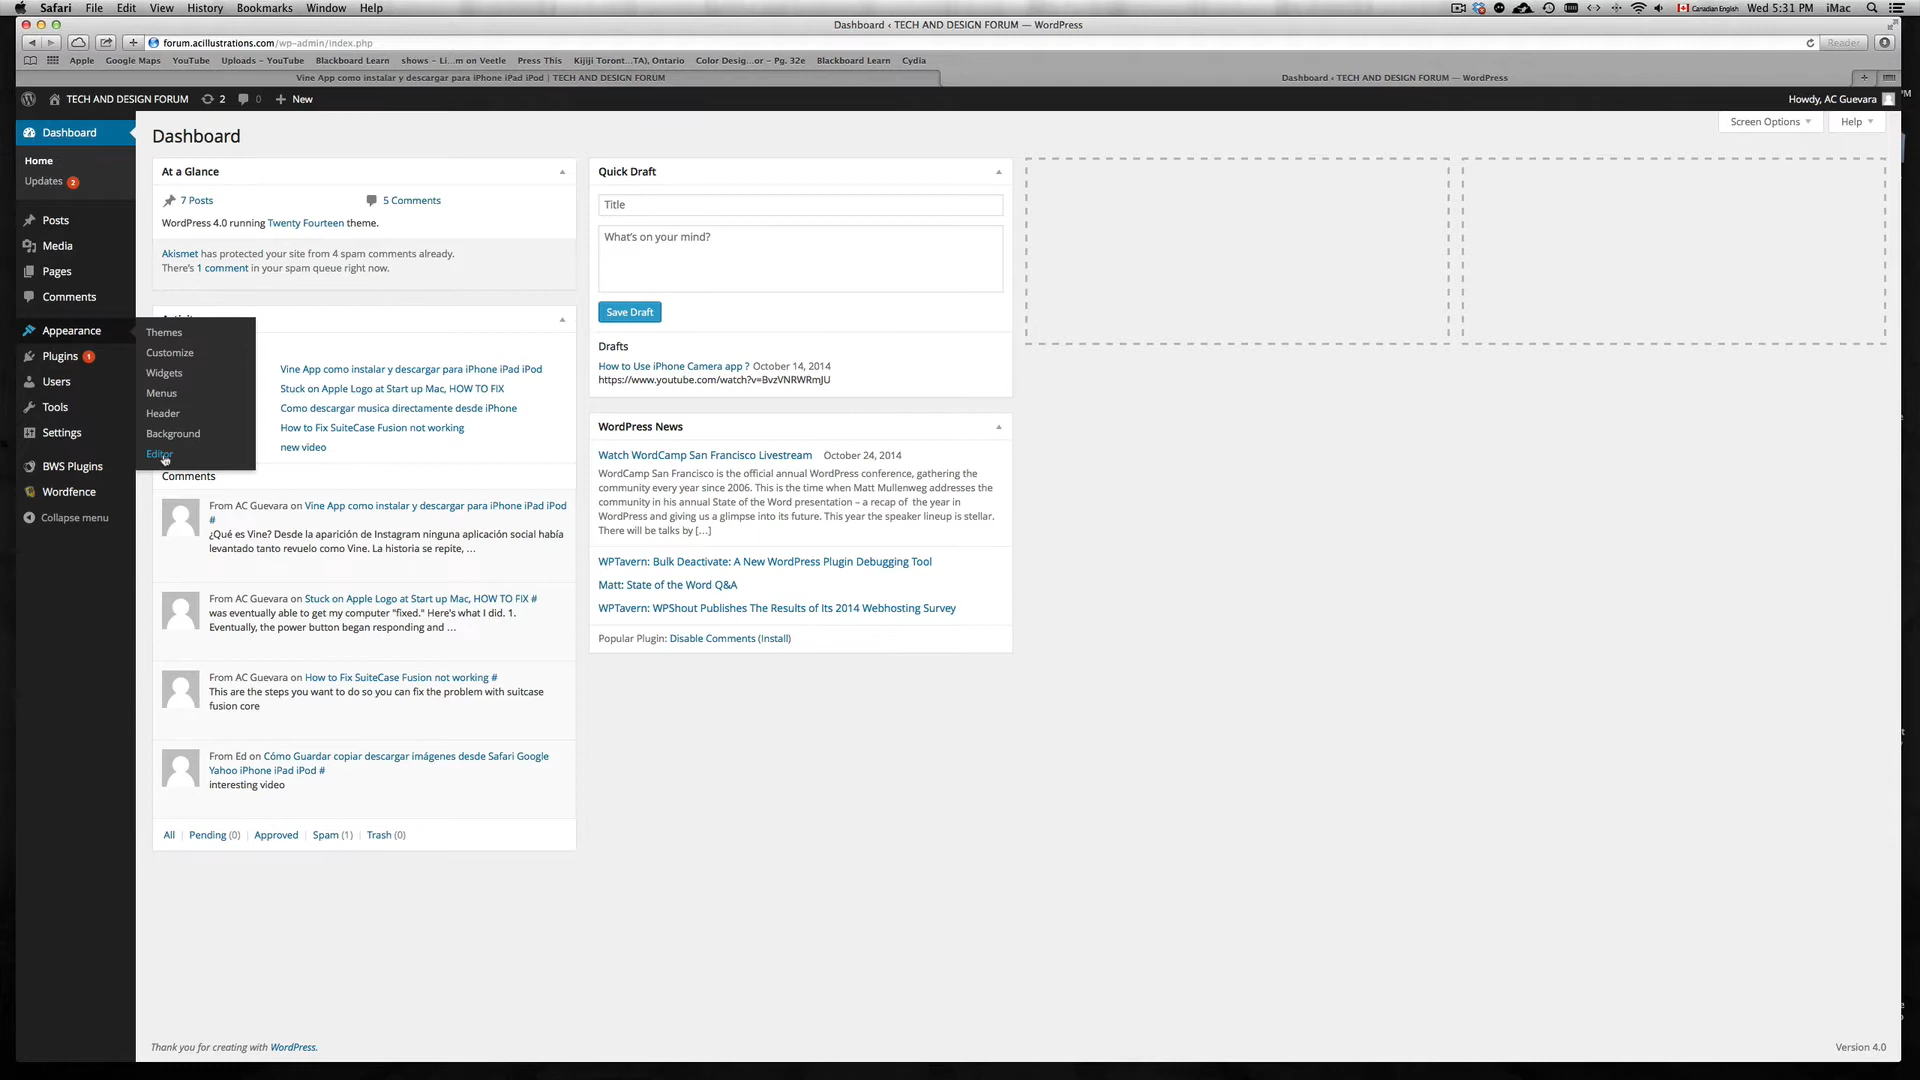 Safari File Edit View History Bookmarks Window Help
Canadian English Wed 5:31 PM iMac
Dashboard ‹ TECH AND DESIGN FORUM — WordPress
forum.acillustrations.com/wp-admin/index.php
Reader
Apple Google Maps YouTube Uploads – YouTube Blackboard Learn shows – Li...m on Veetle Press This Kijiji Toront...TA), Ontario Color Desig...or – Pg. 32e Blackboard Learn Cydia
Vine App como instalar y descargar para iPhone iPad iPod | TECH AND DESIGN FORUM
Dashboard ‹ TECH AND DESIGN FORUM — WordPress
TECH AND DESIGN FORUM 2 0 + New
Howdy, AC Guevara
Screen Options
Help
Dashboard
Home
Updates 2
Posts
Media
Pages
Comments
Appearance
Plugins 1
Users
Tools
Settings
BWS Plugins
Wordfence
Collapse menu
Themes
Customize
Widgets
Menus
Header
Background
Editor
Dashboard
At a Glance
7 Posts
5 Comments
WordPress 4.0 running Twenty Fourteen theme.
Akismet has protected your site from 4 spam comments already.
There's 1 comment in your spam queue right now.
Vine App como instalar y descargar para iPhone iPad iPod
Stuck on Apple Logo at Start up Mac, HOW TO FIX
Como descargar musica directamente desde iPhone
How to Fix SuiteCase Fusion not working
new video
Comments
From AC Guevara on Vine App como instalar y descargar para iPhone iPad iPod
#
¿Qué es Vine? Desde la aparición de Instagram ninguna aplicación social había
levantado tanto revuelo como Vine. La historia se repite, …
From AC Guevara on Stuck on Apple Logo at Start up Mac, HOW TO FIX #
was eventually able to get my computer "fixed." Here's what I did. 1.
Eventually, the power button began responding and …
From AC Guevara on How to Fix SuiteCase Fusion not working #
This are the steps you want to do so you can fix the problem with suitcase
fusion core
From Ed on Cómo Guardar copiar descargar imágenes desde Safari Google
Yahoo iPhone iPad iPod #
interesting video
All | Pending (0) | Approved | Spam (1) | Trash (0)
Quick Draft
Title
What's on your mind?
Save Draft
Drafts
How to Use iPhone Camera app ? October 14, 2014
https://www.youtube.com/watch?v=BvzVNRWRmJU
WordPress News
Watch WordCamp San Francisco Livestream October 24, 2014
WordCamp San Francisco is the official annual WordPress conference, gathering the
community every year since 2006. This is the time when Matt Mullenweg addresses the
community in his annual State of the Word presentation – a recap of the year in
WordPress and giving us a glimpse into its future. This year the speaker lineup is stellar.
There will be talks by […]
WPTavern: Bulk Deactivate: A New WordPress Plugin Debugging Tool
Matt: State of the Word Q&A
WPTavern: WPShout Publishes The Results of Its 2014 Webhosting Survey
Popular Plugin: Disable Comments (Install)
Thank you for creating with WordPress.
Version 4.0